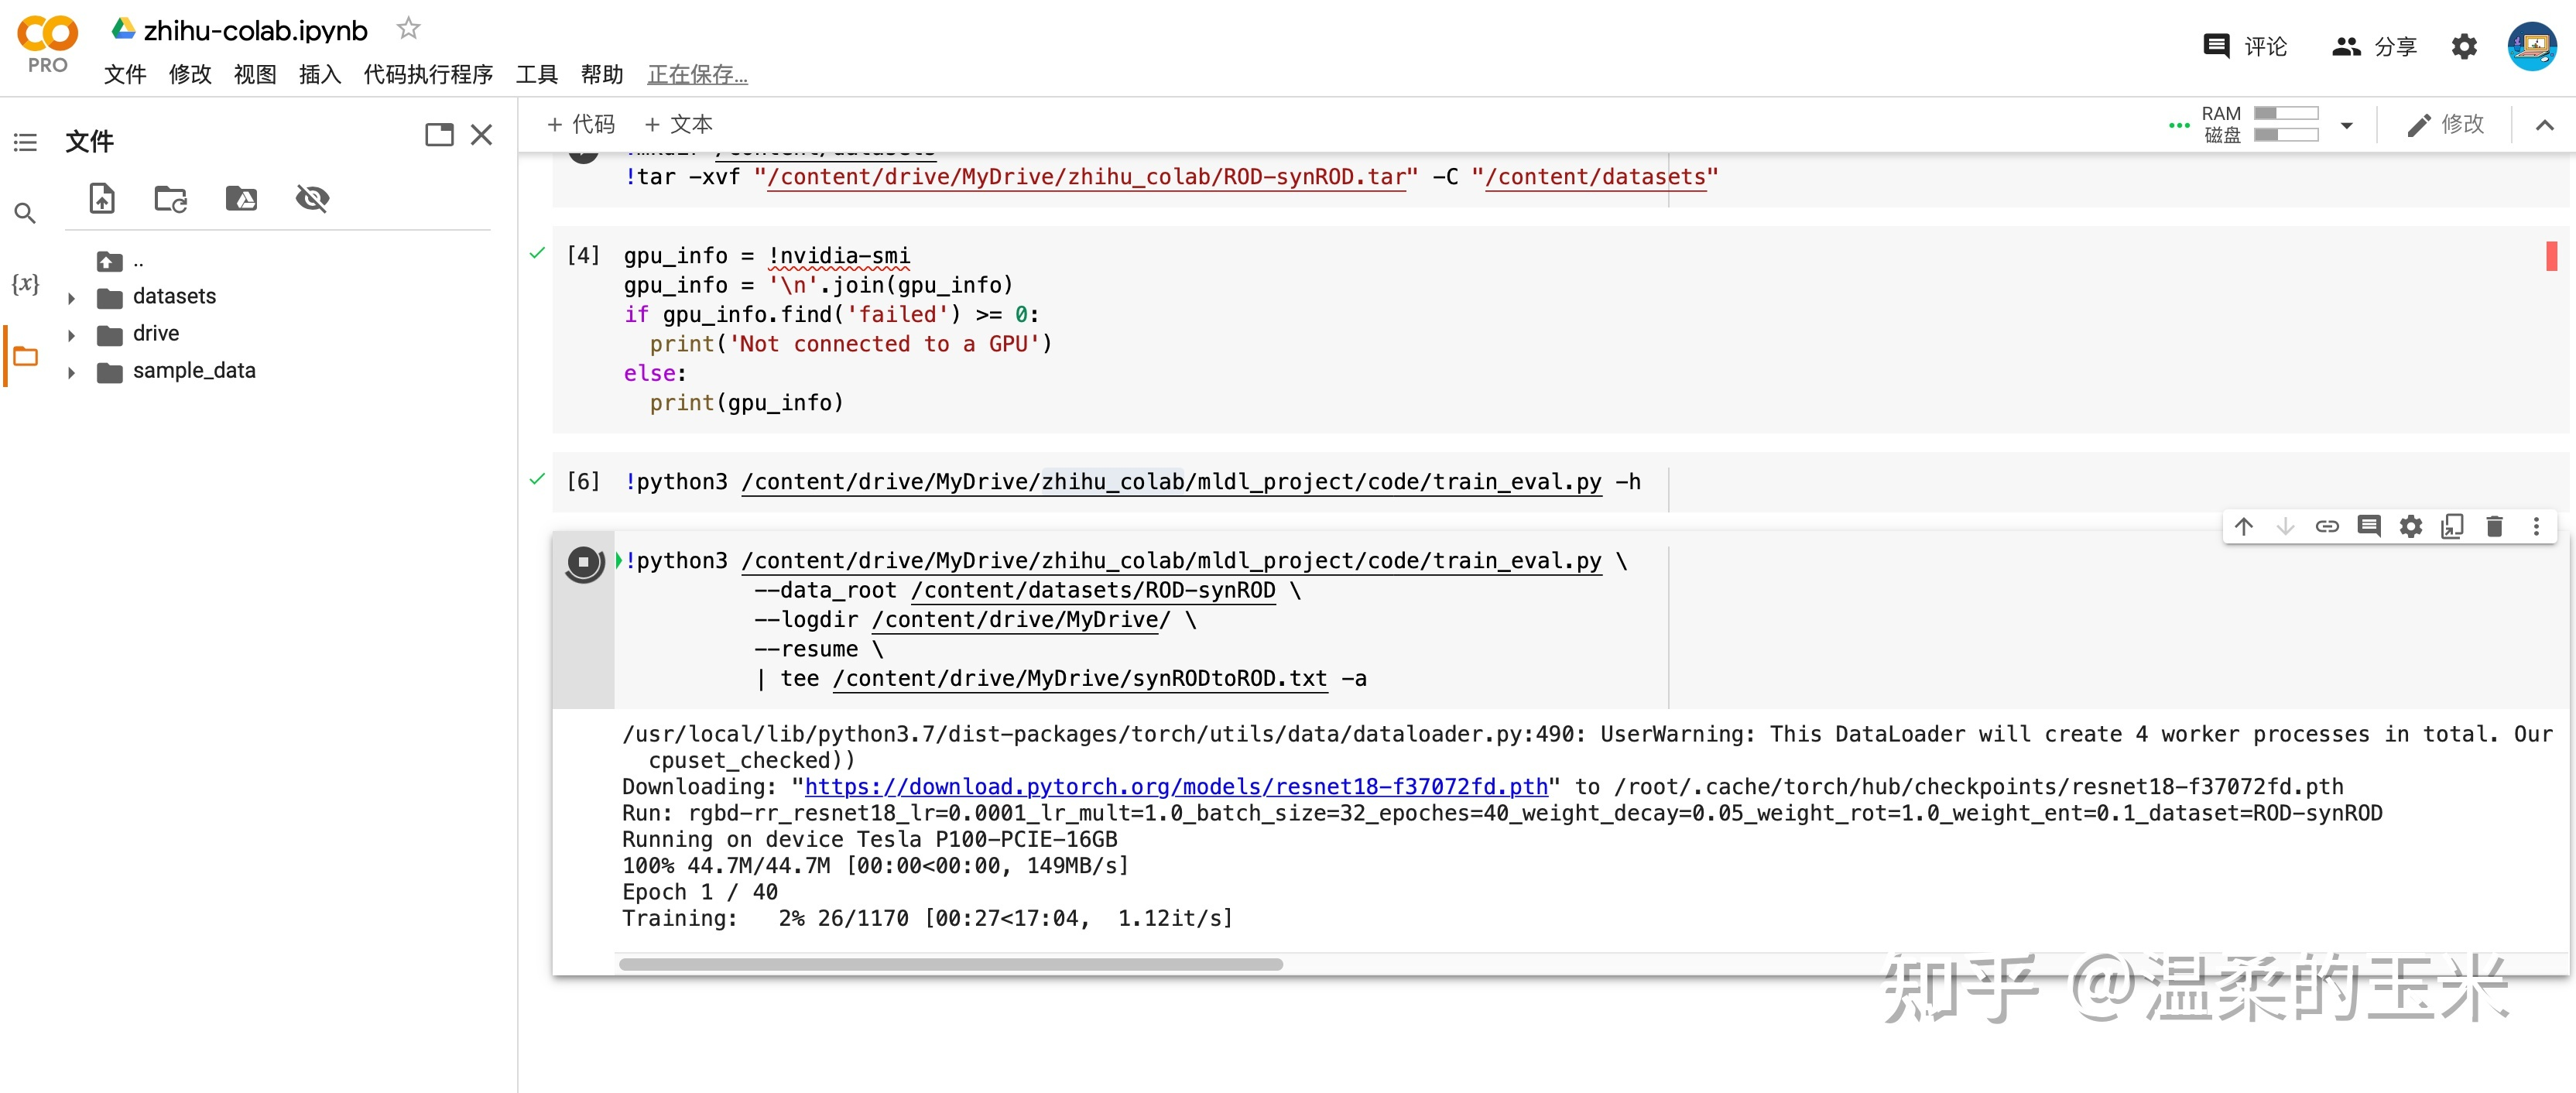 zhihu-colab.ipynb
PRO
文件 修改 视图 插入 代码执行程序 工具 帮助 正在保存...
评论 分享
文件
..
datasets
drive
sample_data
{x}
+ 代码 + 文本
RAM
磁盘
修改
!mkdir /content/datasets
!tar -xvf "/content/drive/MyDrive/zhihu_colab/ROD-synROD.tar" -C "/content/datasets"
[4] gpu_info = !nvidia-smi
gpu_info = '\n'.join(gpu_info)
if gpu_info.find('failed') >= 0:
print('Not connected to a GPU')
else:
print(gpu_info)
[6] !python3 /content/drive/MyDrive/zhihu_colab/mldl_project/code/train_eval.py -h
!python3 /content/drive/MyDrive/zhihu_colab/mldl_project/code/train_eval.py \
--data_root /content/datasets/ROD-synROD \
--logdir /content/drive/MyDrive/ \
--resume \
| tee /content/drive/MyDrive/synRODtoROD.txt -a
/usr/local/lib/python3.7/dist-packages/torch/utils/data/dataloader.py:490: UserWarning: This DataLoader will create 4 worker processes in total. Our
cpuset_checked))
Downloading: "https://download.pytorch.org/models/resnet18-f37072fd.pth" to /root/.cache/torch/hub/checkpoints/resnet18-f37072fd.pth
Run: rgbd-rr_resnet18_lr=0.0001_lr_mult=1.0_batch_size=32_epoches=40_weight_decay=0.05_weight_rot=1.0_weight_ent=0.1_dataset=ROD-synROD
Running on device Tesla P100-PCIE-16GB
100% 44.7M/44.7M [00:00<00:00, 149MB/s]
Epoch 1 / 40
Training: 2% 26/1170 [00:27<17:04, 1.12it/s]
知乎 @温柔的玉米